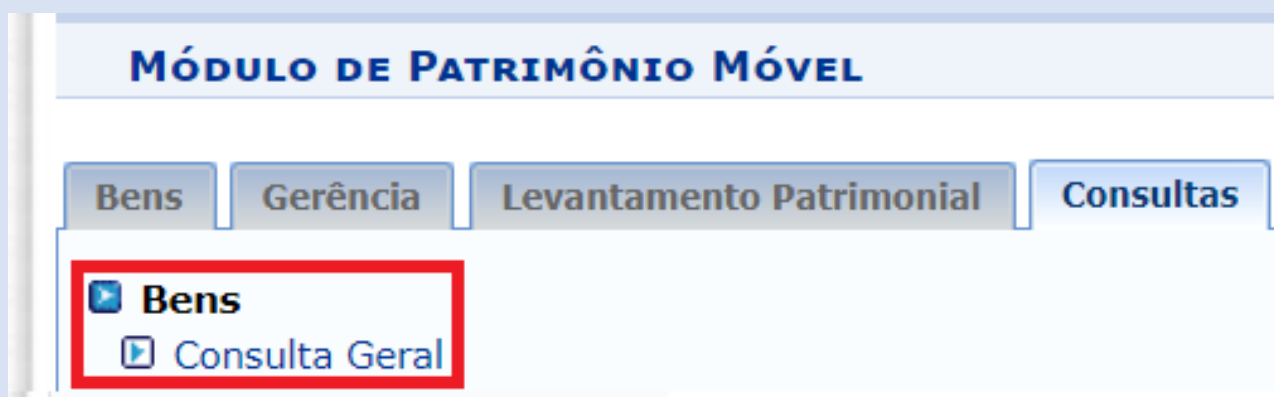 Módulo de Patrimônio Móvel
Bens Gerência Levantamento Patrimonial Consultas
Bens
Consulta Geral